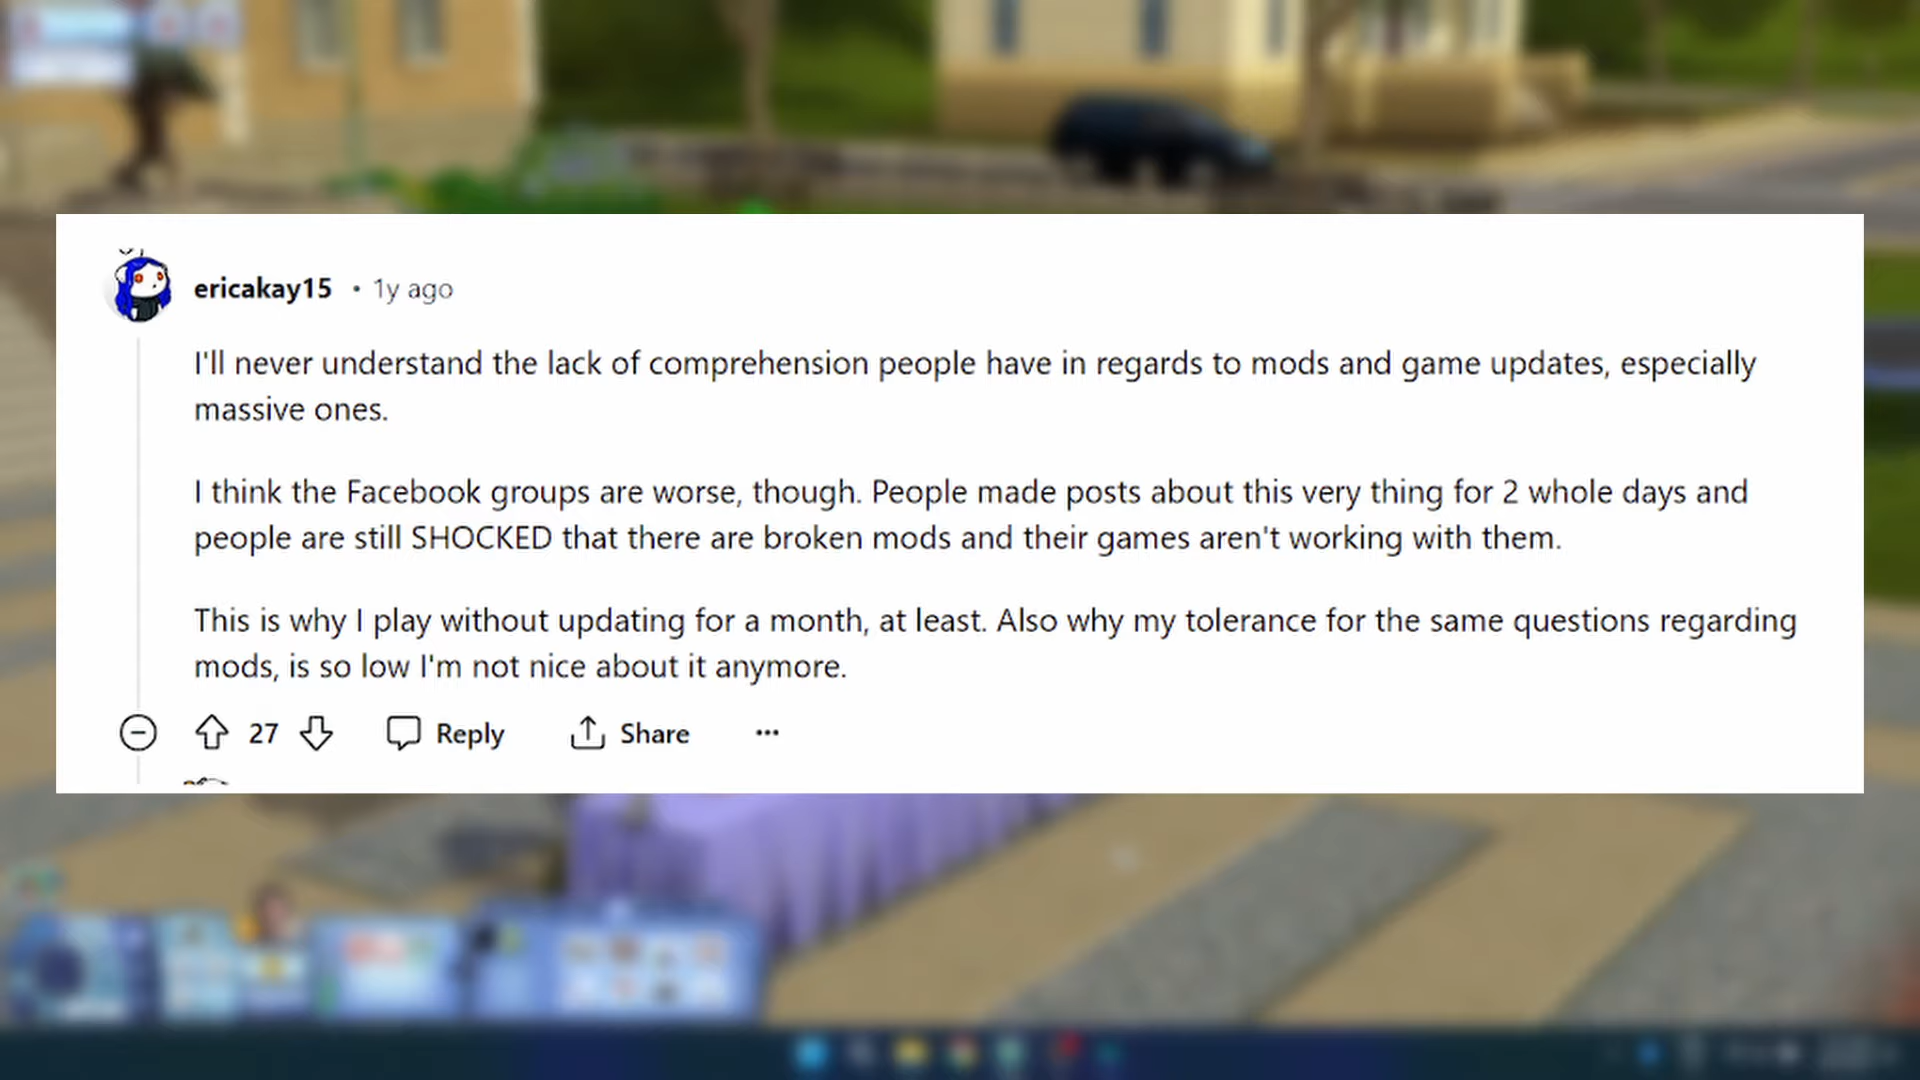 ericakay15 • 1y ago
I'll never understand the lack of comprehension people have in regards to mods and game updates, especially
massive ones.
I think the Facebook groups are worse, though. People made posts about this very thing for 2 whole days and
people are still SHOCKED that there are broken mods and their games aren't working with them.
This is why I play without updating for a month, at least. Also why my tolerance for the same questions regarding
mods, is so low I'm not nice about it anymore.
27 Reply Share ...